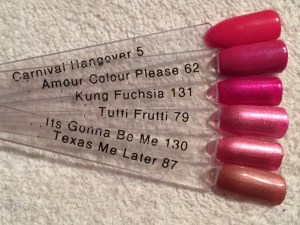 Carnival Hangover 5
Amour Colour Please 62
Kung Fuchsia 131
Tutti Frutti 79
Its Gonna Be Me 130
Texas Me Later 87